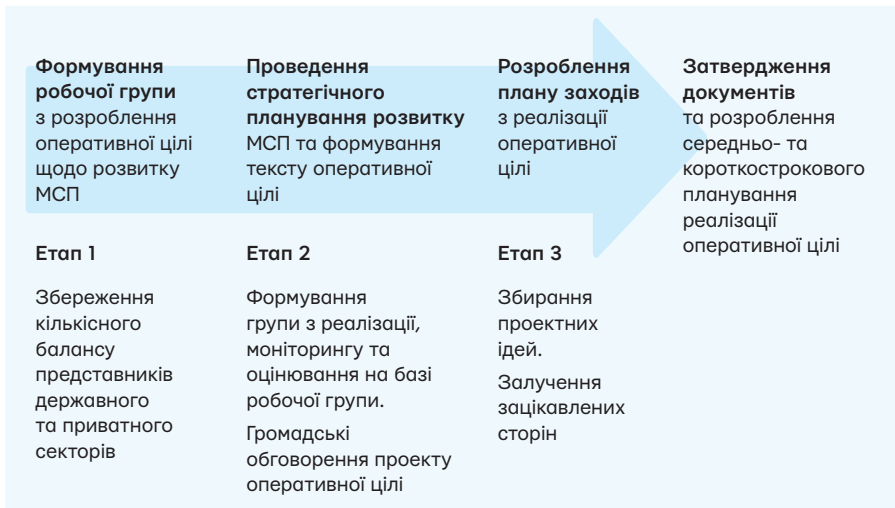 Формування
робочої групи
з розроблення
оперативної цілі
щодо розвитку
МСП
Проведення
стратегічного
планування розвитку
МСП та формування
тексту оперативної
цілі
Розроблення
плану заходів
з реалізації
оперативної
цілі
Затвердження
документів
та розроблення
середньо- та
короткострокового
планування
реалізації
оперативної цілі
Етап 1
Збереження
кількісного
балансу
представників
державного
та приватного
секторів
Етап 2
Формування
групи з реалізації,
моніторингу та
оцінювання на базі
робочої групи.
Громадські
обговорення проекту
оперативної цілі
Етап 3
Збирання
проектних
ідей.
Залучення
зацікавлених
сторін